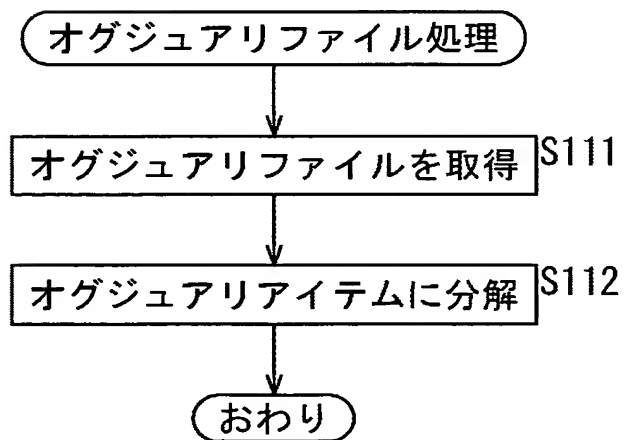 オグジュアリファイル処理
オグジュアリファイルを取得
S111
オグジュアリアイテムに分解
S112
おわり